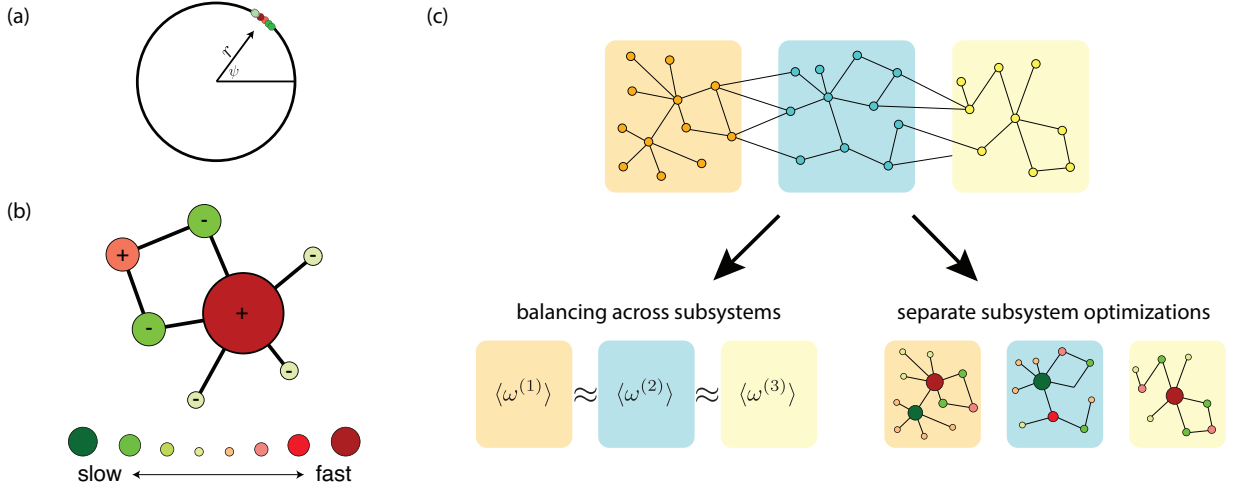 (a)
r
ψ
(b)
-
+
-
+
-
-
-
slow
fast
(c)
balancing across subsystems
separate subsystem optimizations
⟨ω⁽¹⁾⟩ ≈ ⟨ω⁽²⁾⟩ ≈ ⟨ω⁽³⁾⟩